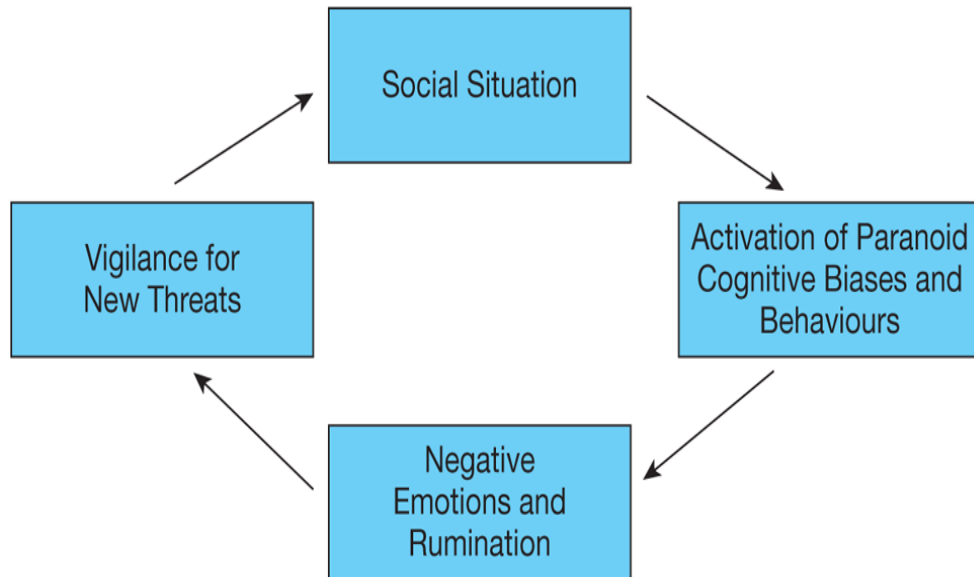 Social Situation
Activation of Paranoid
Cognitive Biases and
Behaviours
Negative
Emotions and
Rumination
Vigilance for
New Threats